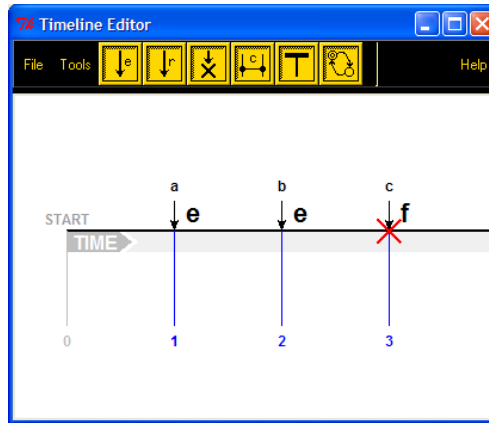 Timeline Editor
File Tools e r c T Help
a b c
e e f
START
TIME
0 1 2 3